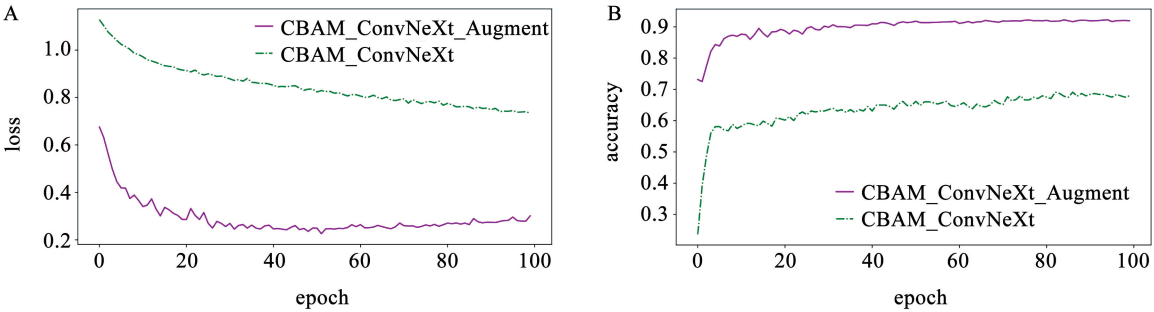 A
CBAM_ConvNeXt_Augment
CBAM_ConvNeXt
1.0
0.8
0.6
0.4
0.2
loss
0 20 40 60 80 100
epoch
B
0.9
0.8
0.7
0.6
0.5
0.4
0.3
accuracy
CBAM_ConvNeXt_Augment
CBAM_ConvNeXt
0 20 40 60 80 100
epoch